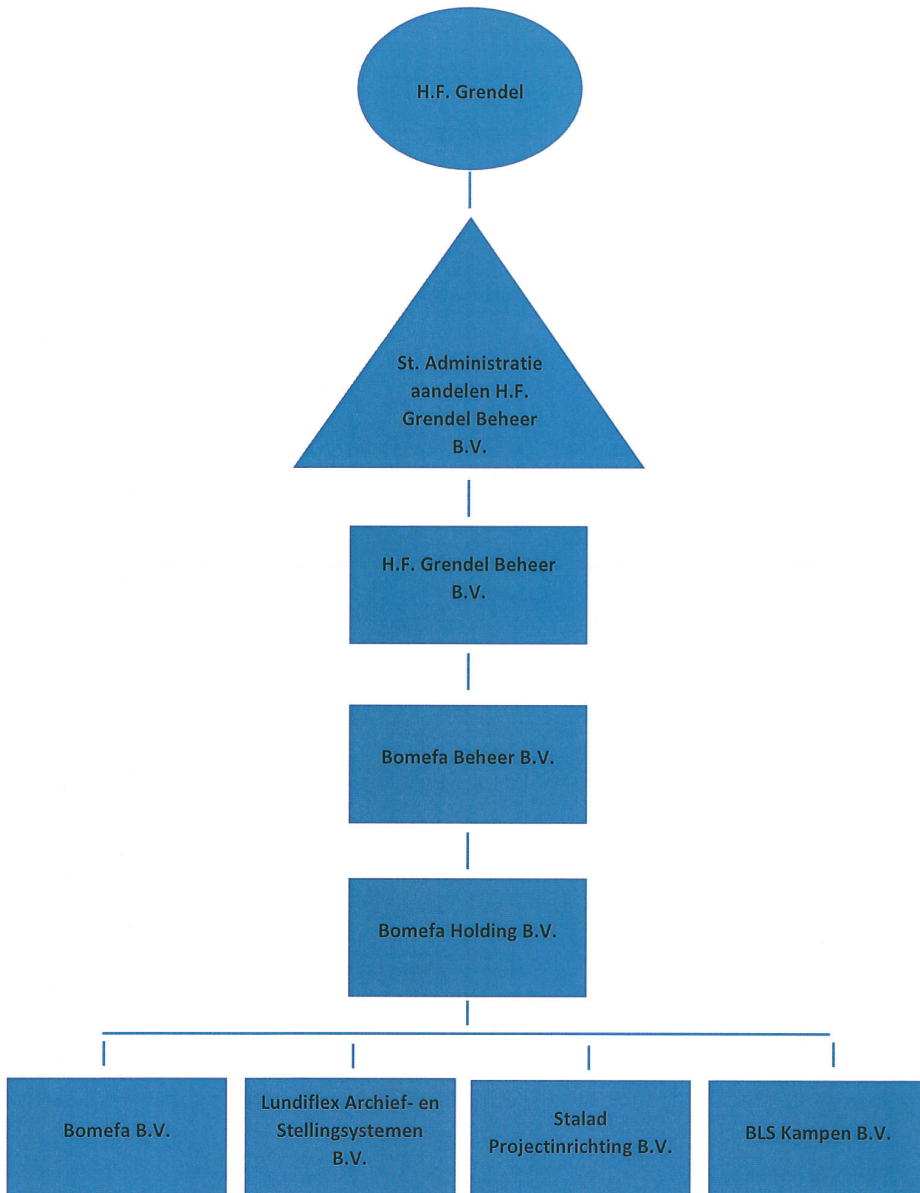 H.F. Grendel
St. Administratie
aandelen H.F.
Grendel Beheer
B.V.
H.F. Grendel Beheer
B.V.
Bomefa Beheer B.V.
Bomefa Holding B.V.
Bomefa B.V.
Lundiflex Archief- en
Stellingsystemen
B.V.
Stalad
Projectinrichting B.V.
BLS Kampen B.V.